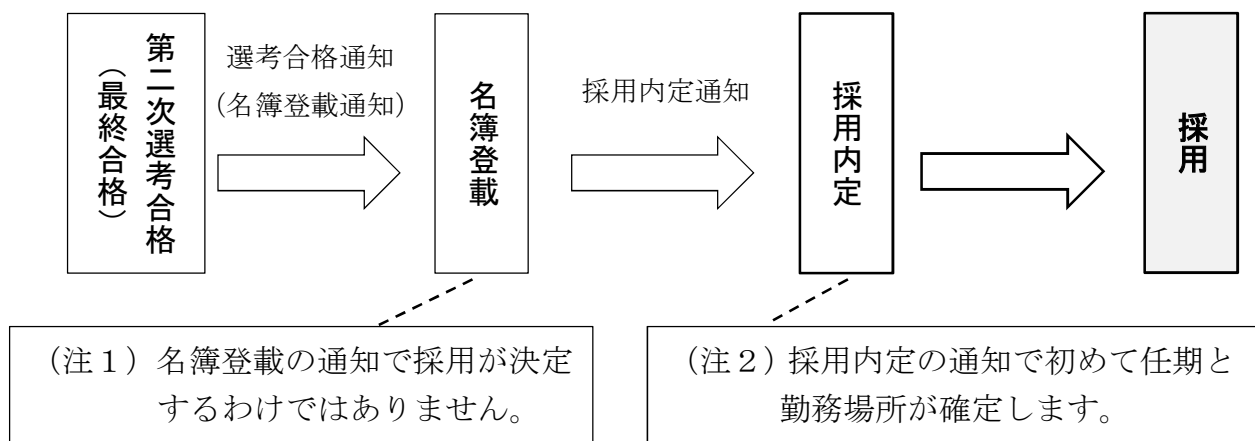 第二次選考合格
（最終合格）
選考合格通知
（名簿登載通知）
名簿登載
採用内定通知
採用内定
採用
（注１）名簿登載の通知で採用が決定
するわけではありません。
（注２）採用内定の通知で初めて任期と
勤務場所が確定します。